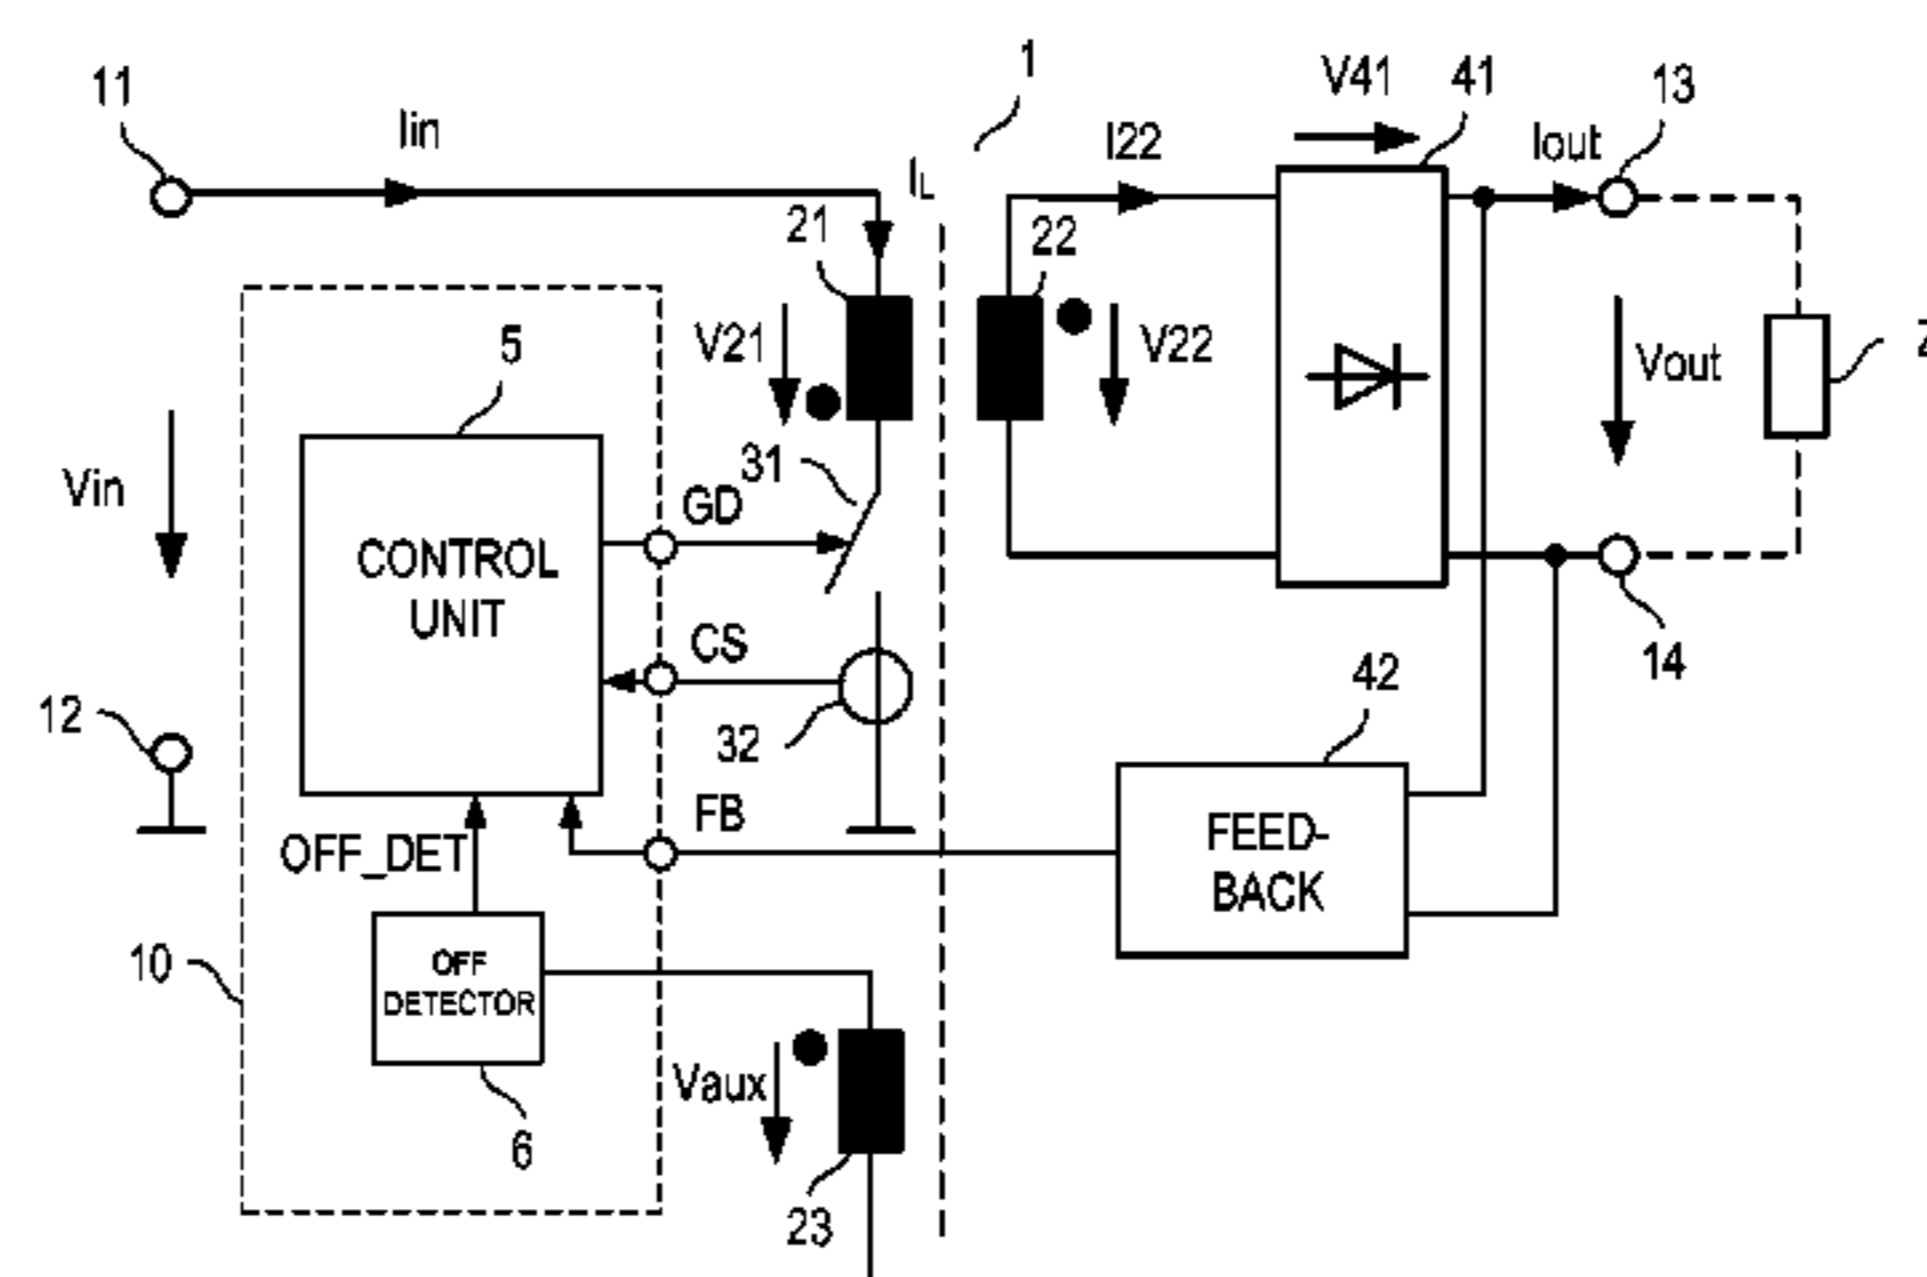 1
V41
41
13
11
Iin
I22
Iout
IL
21
22
5
V21
V22
Vout
Z
Vin
31
GD
CONTROL
UNIT
CS
14
12
32
42
FB
OFF_DET
FEED-
BACK
10
OFF
DETECTOR
Vaux
6
23